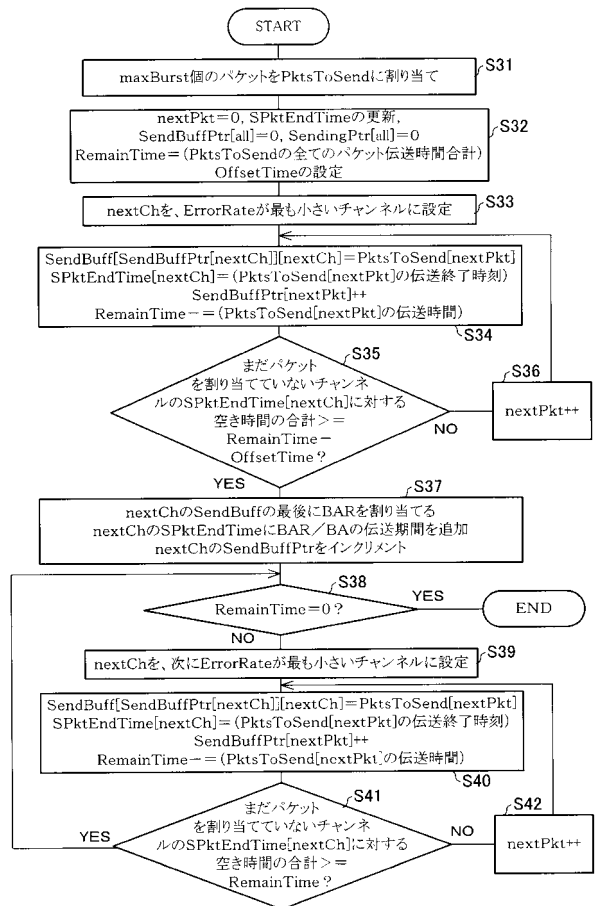 START
S31
maxBurst個のパケットをPktsToSendに割り当て
S32
nextPkt=0, SPktEndTimeの更新,
SendBuffPtr[all]=0, SendingPtr[all]=0
RemainTime=(PktsToSendの全てのパケット伝送時間合計)
OffsetTimeの設定
S33
nextChを、ErrorRateが最も小さいチャンネルに設定
SendBuff[SendBuffPtr[nextCh]][nextCh]=PktsToSend[nextPkt]
SPktEndTime[nextCh]=(PktsToSend[nextPkt]の伝送終了時刻)
SendBuffPtr[nextPkt]++
RemainTime-=(PktsToSend[nextPkt]の伝送時間)
S34
S35
まだパケット
を割り当てていないチャンネ
ルのSPktEndTime[nextCh]に対する
空き時間の合計>=
RemainTime-
OffsetTime?
NO
S36
nextPkt++
YES
S37
nextChのSendBuffの最後にBARを割り当てる
nextChのSPktEndTimeにBAR/BAの伝送期間を追加
nextChのSendBuffPtrをインクリメント
S38
RemainTime=0?
YES
END
NO
S39
nextChを、次にErrorRateが最も小さいチャンネルに設定
SendBuff[SendBuffPtr[nextCh]][nextCh]=PktsToSend[nextPkt]
SPktEndTime[nextCh]=(PktsToSend[nextPkt]の伝送終了時刻)
SendBuffPtr[nextPkt]++
RemainTime-=(PktsToSend[nextPkt]の伝送時間)
S40
S41
まだパケット
を割り当てていないチャンネ
ルのSPktEndTime[nextCh]に対する
空き時間の合計>=
RemainTime?
YES
NO
S42
nextPkt++